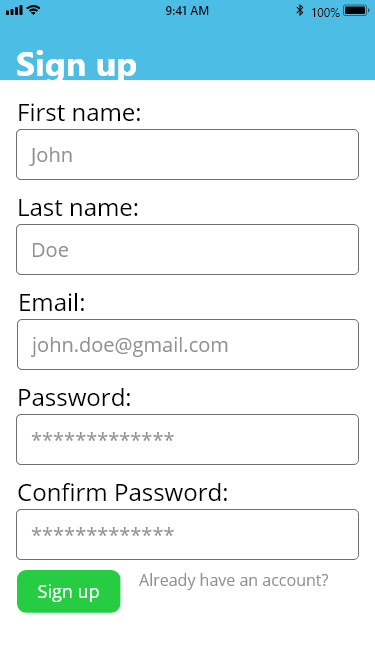 9:41 AM 100%
Sign up
First name:
John
Last name:
Doe
Email:
john.doe@gmail.com
Password:
*************
Confirm Password:
*************
Sign up Already have an account?